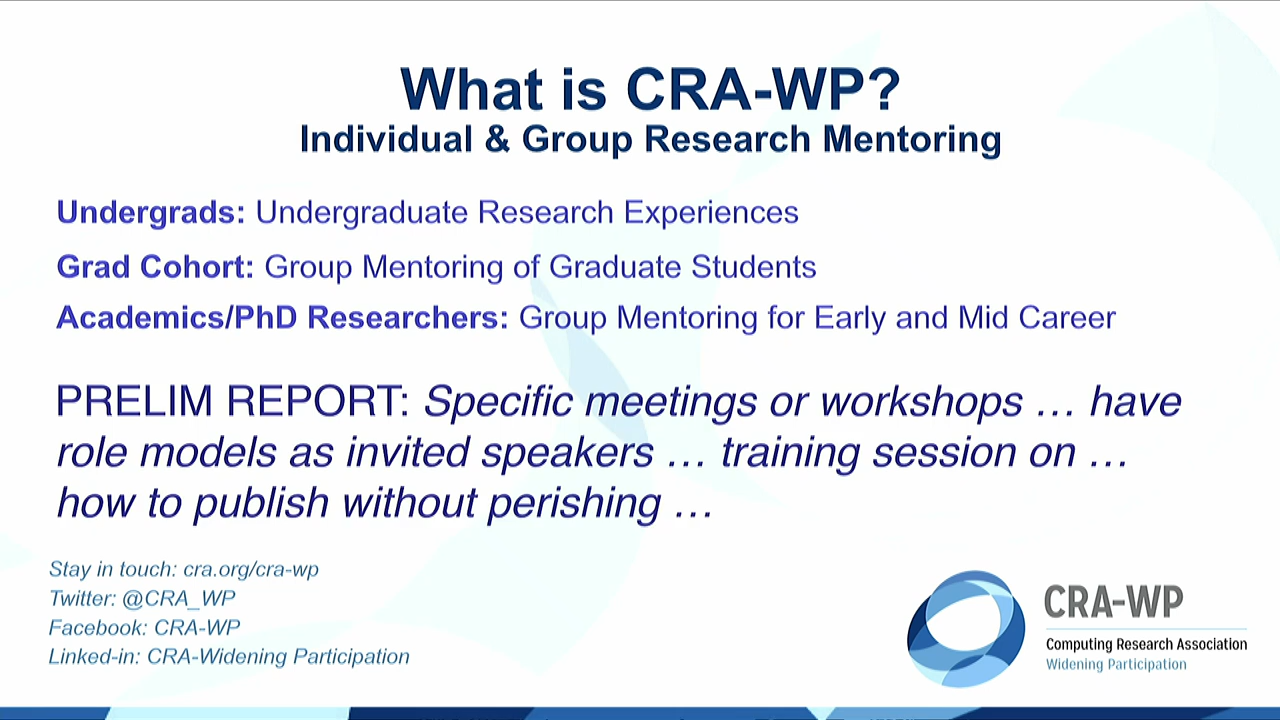 What is CRA-WP?
Individual & Group Research Mentoring
Undergrads: Undergraduate Research Experiences
Grad Cohort: Group Mentoring of Graduate Students
Academics/PhD Researchers: Group Mentoring for Early and Mid Career
PRELIM REPORT: Specific meetings or workshops … have
role models as invited speakers … training session on …
how to publish without perishing …
Stay in touch: cra.org/cra-wp
Twitter: @CRA_WP
Facebook: CRA-WP
Linked-in: CRA-Widening Participation
CRA-WP
Computing Research Association
Widening Participation